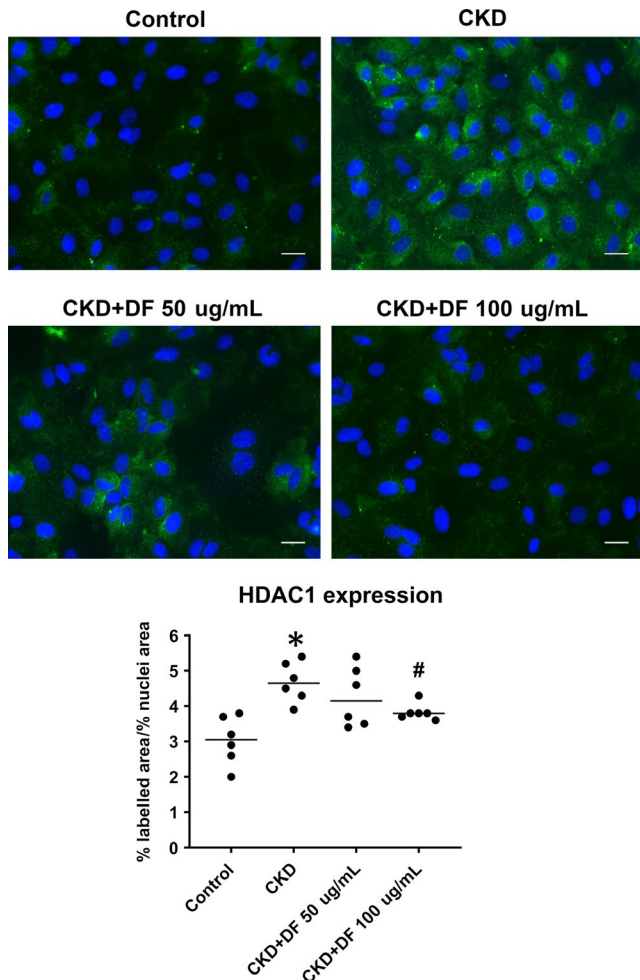 Control
CKD
CKD+DF 50 ug/mL
CKD+DF 100 ug/mL
HDAC1 expression
% labelled area/% nuclei area
6
5
4
3
2
1
0
*
#
Control
CKD
CKD+DF 50 ug/mL
CKD+DF 100 ug/mL